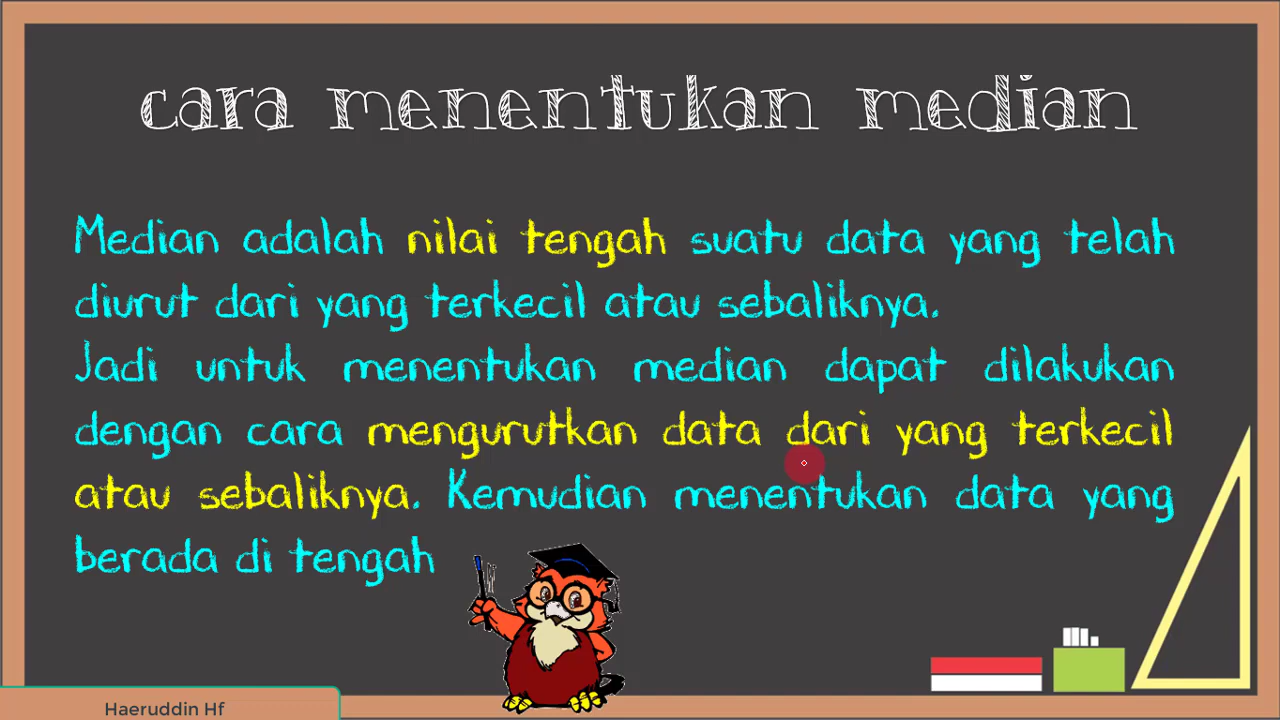 cara menentukan median
Median adalah nilai tengah suatu data yang telah
diurut dari yang terkecil atau sebaliknya.
Jadi untuk menentukan median dapat dilakukan
dengan cara mengurutkan data dari yang terkecil
atau sebaliknya. Kemudian menentukan data yang
berada di tengah
Haeruddin Hf